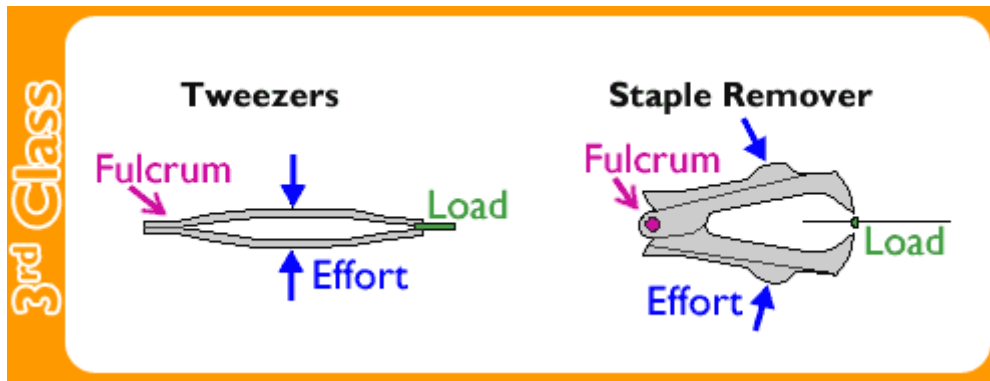 3rd Class
Tweezers
Fulcrum
Load
Effort
Staple Remover
Fulcrum
Load
Effort